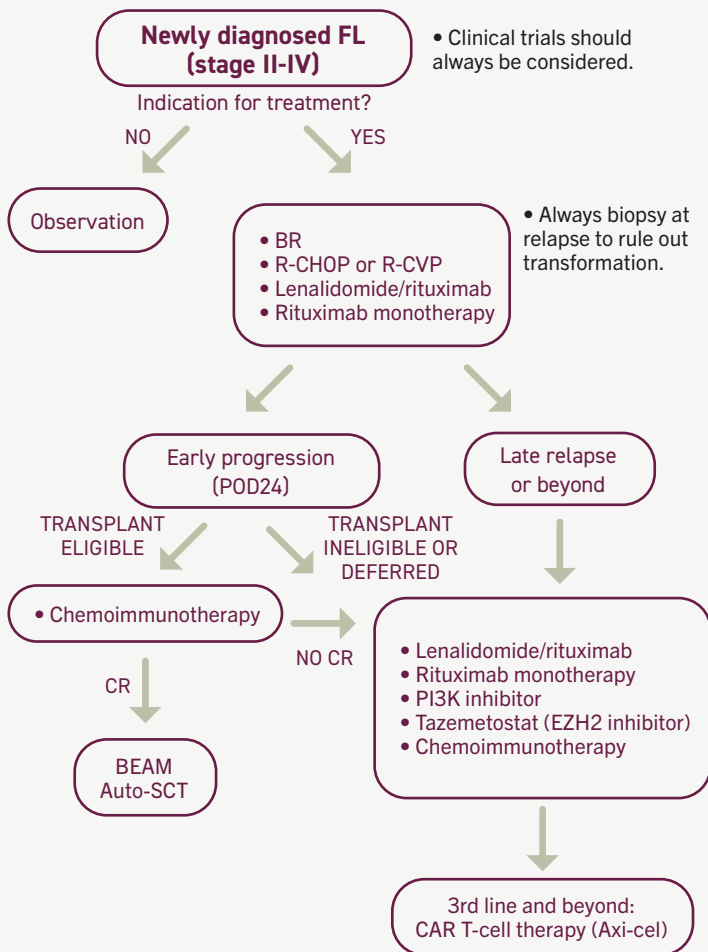 Newly diagnosed FL
(stage II-IV)
• Clinical trials should
always be considered.
Indication for treatment?
NO
YES
Observation
• BR
• R-CHOP or R-CVP
• Lenalidomide/rituximab
• Rituximab monotherapy
• Always biopsy at
relapse to rule out
transformation.
Early progression
(POD24)
Late relapse
or beyond
TRANSPLANT
ELIGIBLE
TRANSPLANT
INELIGIBLE OR
DEFERRED
• Chemoimmunotherapy
NO CR
CR
• Lenalidomide/rituximab
• Rituximab monotherapy
• PI3K inhibitor
• Tazemetostat (EZH2 inhibitor)
• Chemoimmunotherapy
BEAM
Auto-SCT
3rd line and beyond:
CAR T-cell therapy (Axi-cel)